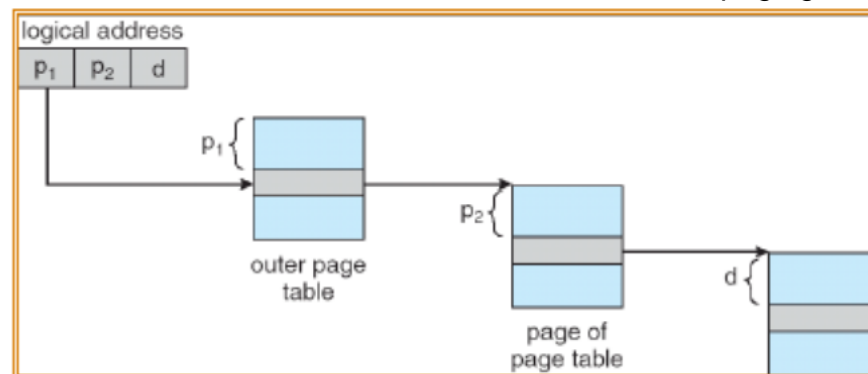 logical address
p₁ p₂ d
p₁
p₂
d
outer page
table
page of
page table